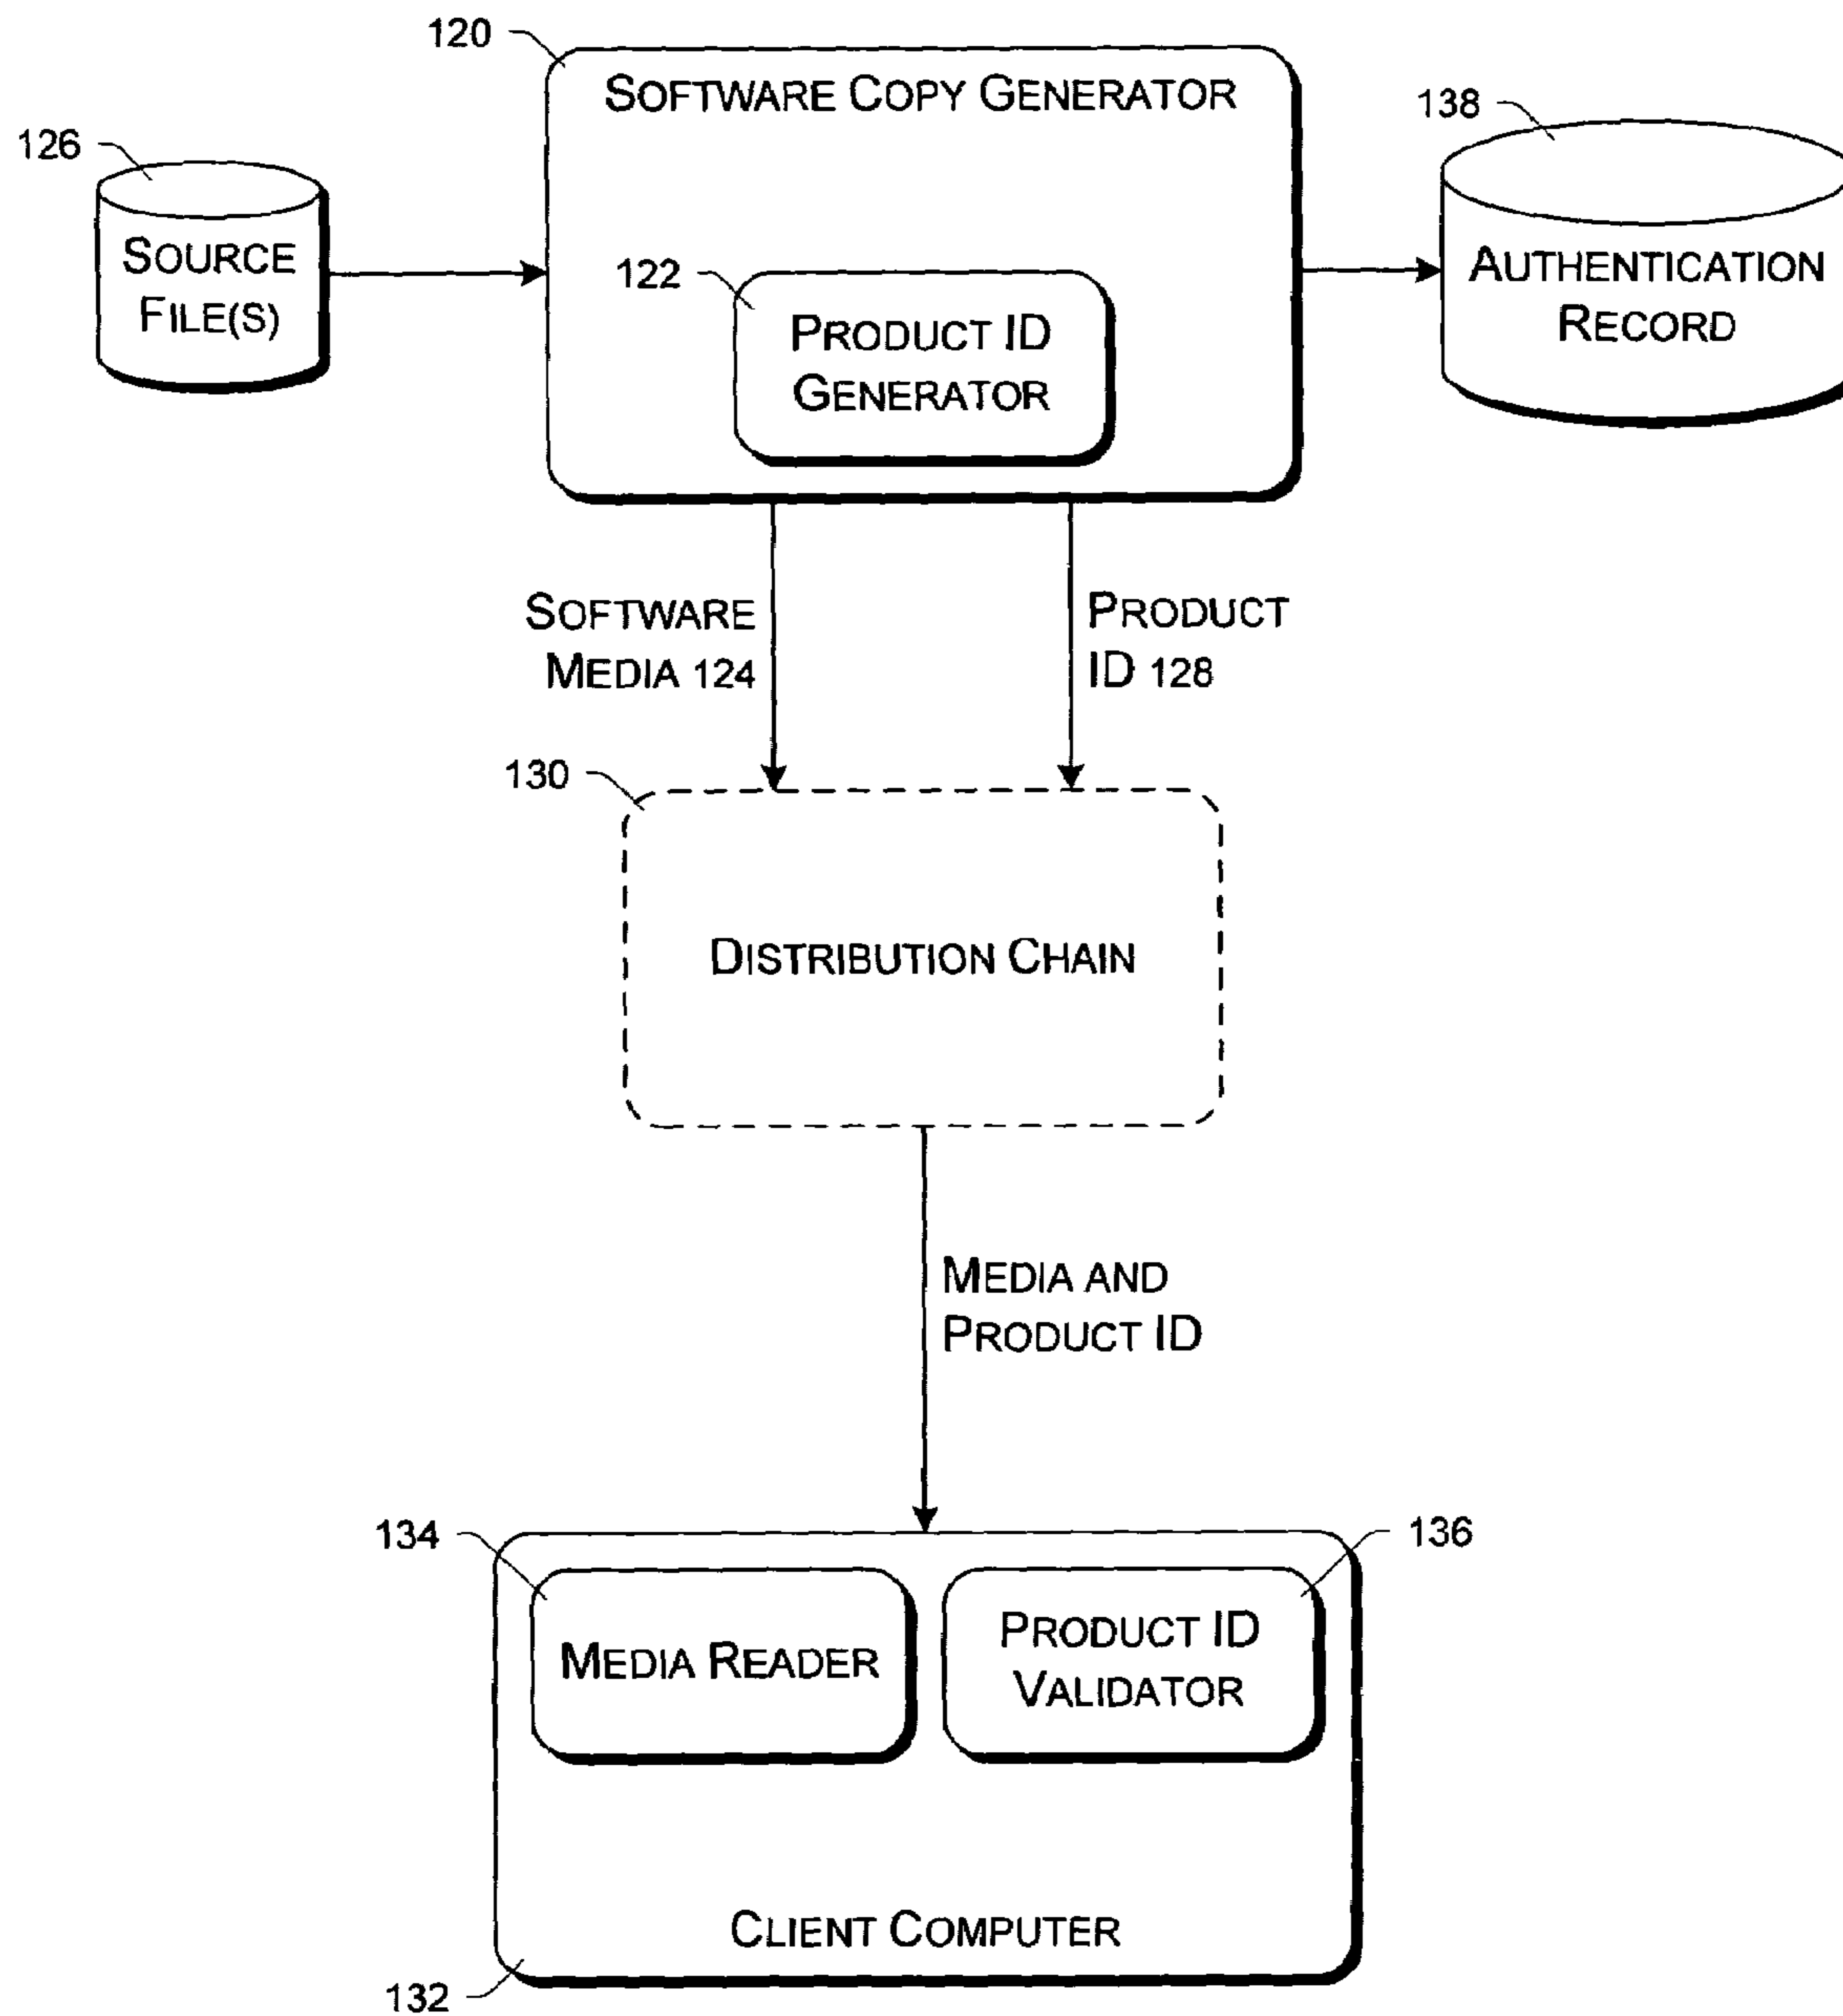 120
SOFTWARE COPY GENERATOR
138
126
SOURCE
FILE(S)
122
PRODUCT ID
GENERATOR
AUTHENTICATION
RECORD
SOFTWARE
MEDIA 124
PRODUCT
ID 128
130
DISTRIBUTION CHAIN
MEDIA AND
PRODUCT ID
134
136
MEDIA READER
PRODUCT ID
VALIDATOR
CLIENT COMPUTER
132